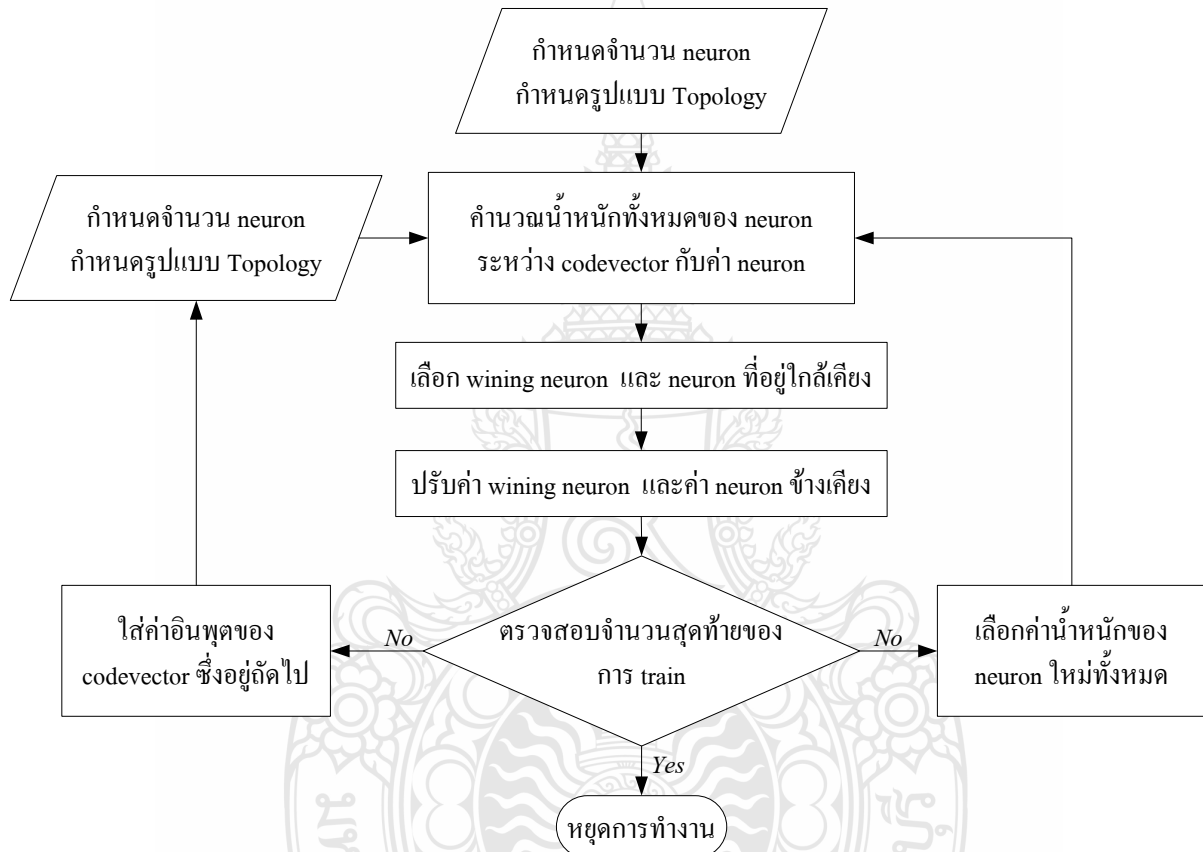 กำหนดจำนวน neuron
กำหนดรูปแบบ Topology
กำหนดจำนวน neuron
กำหนดรูปแบบ Topology
คำนวณน้ำหนักทั้งหมดของ neuron
ระหว่าง codevector กับค่า neuron
เลือก wining neuron และ neuron ที่อยู่ใกล้เคียง
ปรับค่า wining neuron และค่า neuron ข้างเคียง
ใส่ค่าอินพุตของ
codevector ซึ่งอยู่ถัดไป
No
ตรวจสอบจำนวนสุดท้ายของ
การ train
No
เลือกค่าน้ำหนักของ
neuron ใหม่ทั้งหมด
Yes
หยุดการทำงาน